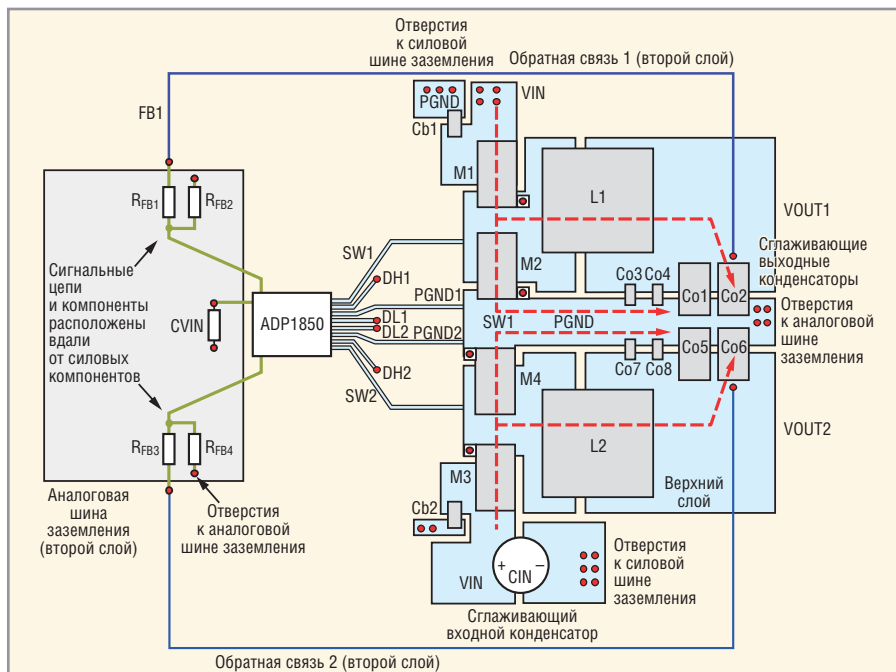 Отверстия
к силовой
шине заземления
Обратная связь 1 (второй слой)
FB1
PGND
VIN
Cb1
M1
L1
VOUT1
RFB1
RFB2
SW1
Сглаживающие
выходные
конденсаторы
Сигнальные
цепи
и компоненты
расположены
вдали
от силовых
компонентов
CVIN
ADP1850
DH1
PGND1
DL1
DL2
PGND2
DH2
SW2
M2
SW1
PGND
Co3
Co4
Co1
Co2
Отверстия
к аналоговой
шине
заземления
M4
Co7
Co8
Co5
Co6
L2
VOUT2
RFB3
RFB4
M3
Верхний
слой
Аналоговая
шина
заземления
(второй слой)
Отверстия
к аналоговой
шине заземления
Cb2
VIN
+
CIN
–
Отверстия
к силовой
шине
заземления
Сглаживающий
входной конденсатор
Обратная связь 2 (второй слой)